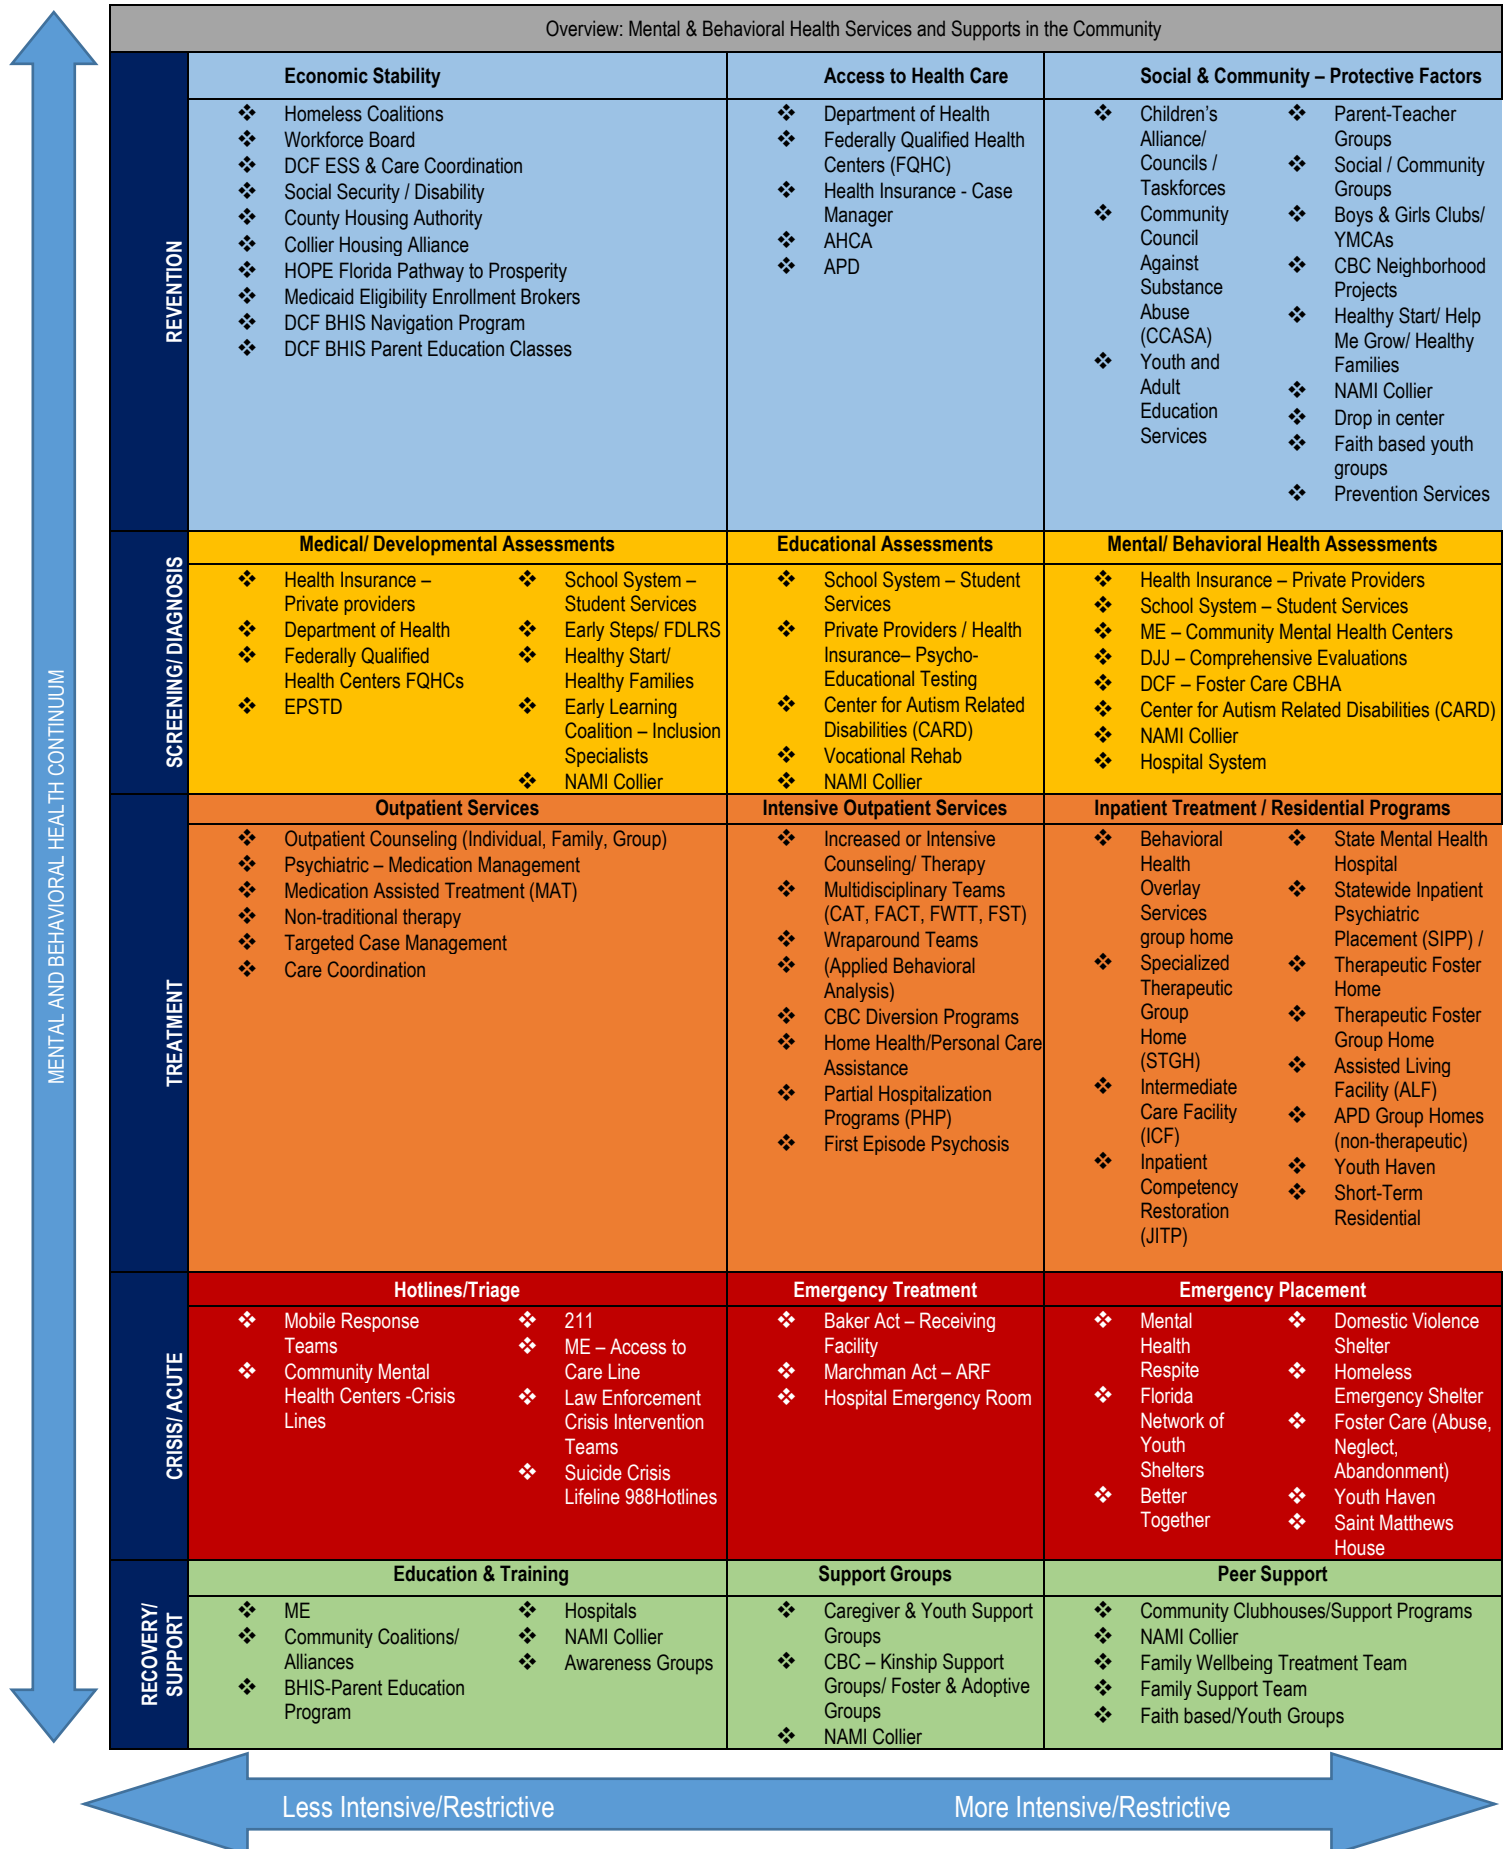 Overview: Mental & Behavioral Health Services and Supports in the Community
MENTAL AND BEHAVIORAL HEALTH CONTINUUM
REVENTION
Economic Stability
❖ Homeless Coalitions
❖ Workforce Board
❖ DCF ESS & Care Coordination
❖ Social Security / Disability
❖ County Housing Authority
❖ Collier Housing Alliance
❖ HOPE Florida Pathway to Prosperity
❖ Medicaid Eligibility Enrollment Brokers
❖ DCF BHIS Navigation Program
❖ DCF BHIS Parent Education Classes
Access to Health Care
❖ Department of Health
❖ Federally Qualified Health
Centers (FQHC)
❖ Health Insurance - Case
Manager
❖ AHCA
❖ APD
Social & Community – Protective Factors
❖ Children's
Alliance/
Councils /
Taskforces
❖ Community
Council
Against
Substance
Abuse
(CCASA)
❖ Youth and
Adult
Education
Services
❖ Parent-Teacher
Groups
❖ Social / Community
Groups
❖ Boys & Girls Clubs/
YMCAs
❖ CBC Neighborhood
Projects
❖ Healthy Start/ Help
Me Grow/ Healthy
Families
❖ NAMI Collier
❖ Drop in center
❖ Faith based youth
groups
❖ Prevention Services
SCREENING/ DIAGNOSIS
Medical/ Developmental Assessments
❖ Health Insurance –
Private providers
❖ Department of Health
❖ Federally Qualified
Health Centers FQHCs
❖ EPSTD
❖ School System –
Student Services
❖ Early Steps/ FDLRS
❖ Healthy Start/
Healthy Families
❖ Early Learning
Coalition – Inclusion
Specialists
❖ NAMI Collier
Educational Assessments
❖ School System – Student
Services
❖ Private Providers / Health
Insurance– Psycho-
Educational Testing
❖ Center for Autism Related
Disabilities (CARD)
❖ Vocational Rehab
❖ NAMI Collier
Mental/ Behavioral Health Assessments
❖ Health Insurance – Private Providers
❖ School System – Student Services
❖ ME – Community Mental Health Centers
❖ DJJ – Comprehensive Evaluations
❖ DCF – Foster Care CBHA
❖ Center for Autism Related Disabilities (CARD)
❖ NAMI Collier
❖ Hospital System
TREATMENT
Outpatient Services
❖ Outpatient Counseling (Individual, Family, Group)
❖ Psychiatric – Medication Management
❖ Medication Assisted Treatment (MAT)
❖ Non-traditional therapy
❖ Targeted Case Management
❖ Care Coordination
Intensive Outpatient Services
❖ Increased or Intensive
Counseling/ Therapy
❖ Multidisciplinary Teams
(CAT, FACT, FWTT, FST)
❖ Wraparound Teams
❖ (Applied Behavioral
Analysis)
❖ CBC Diversion Programs
❖ Home Health/Personal Care
Assistance
❖ Partial Hospitalization
Programs (PHP)
❖ First Episode Psychosis
Inpatient Treatment / Residential Programs
❖ Behavioral
Health
Overlay
Services
group home
❖ Specialized
Therapeutic
Group
Home
(STGH)
❖ Intermediate
Care Facility
(ICF)
❖ Inpatient
Competency
Restoration
(JITP)
❖ State Mental Health
Hospital
❖ Statewide Inpatient
Psychiatric
Placement (SIPP) /
❖ Therapeutic Foster
Home
❖ Therapeutic Foster
Group Home
❖ Assisted Living
Facility (ALF)
❖ APD Group Homes
(non-therapeutic)
❖ Youth Haven
❖ Short-Term
Residential
CRISIS/ ACUTE
Hotlines/Triage
❖ Mobile Response
Teams
❖ Community Mental
Health Centers -Crisis
Lines
❖ 211
❖ ME – Access to
Care Line
❖ Law Enforcement
Crisis Intervention
Teams
❖ Suicide Crisis
Lifeline 988Hotlines
Emergency Treatment
❖ Baker Act – Receiving
Facility
❖ Marchman Act – ARF
❖ Hospital Emergency Room
Emergency Placement
❖ Mental
Health
Respite
❖ Florida
Network of
Youth
Shelters
❖ Better
Together
❖ Domestic Violence
Shelter
❖ Homeless
Emergency Shelter
❖ Foster Care (Abuse,
Neglect,
Abandonment)
❖ Youth Haven
❖ Saint Matthews
House
RECOVERY/
SUPPORT
Education & Training
❖ ME
❖ Community Coalitions/
Alliances
❖ BHIS-Parent Education
Program
❖ Hospitals
❖ NAMI Collier
❖ Awareness Groups
Support Groups
❖ Caregiver & Youth Support
Groups
❖ CBC – Kinship Support
Groups/ Foster & Adoptive
Groups
❖ NAMI Collier
Peer Support
❖ Community Clubhouses/Support Programs
❖ NAMI Collier
❖ Family Wellbeing Treatment Team
❖ Family Support Team
❖ Faith based/Youth Groups
Less Intensive/Restrictive
More Intensive/Restrictive